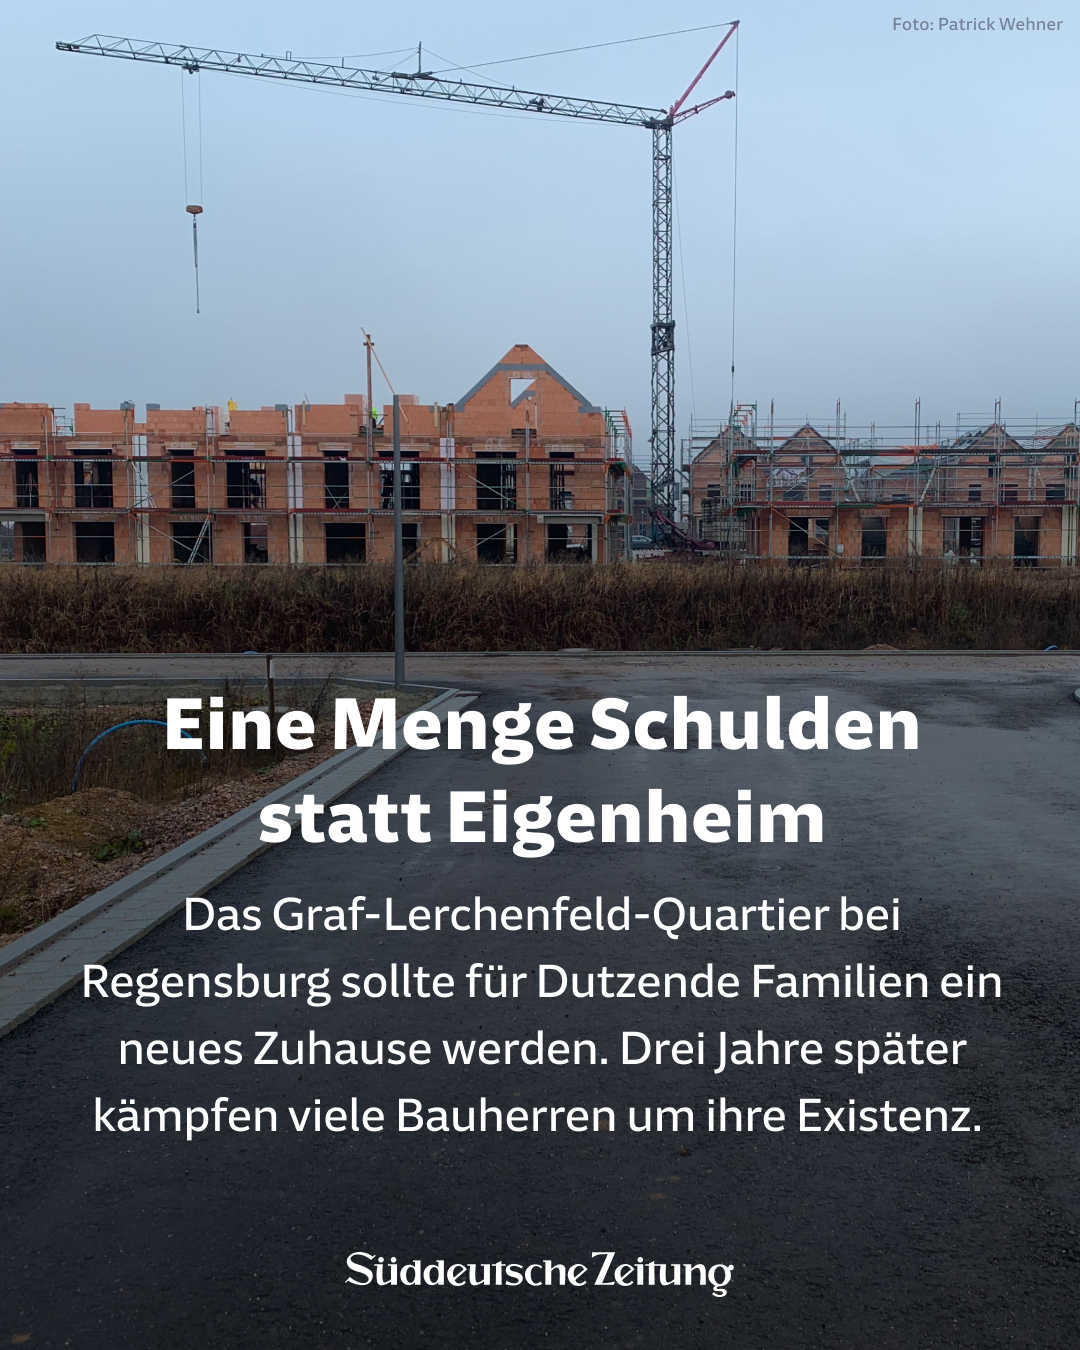 Foto: Patrick Wehner
Eine Menge Schulden
statt Eigenheim
Das Graf-Lerchenfeld-Quartier bei
Regensburg sollte für Dutzende Familien ein
neues Zuhause werden. Drei Jahre später
kämpfen viele Bauherren um ihre Existenz.
Süddeutsche Zeitung